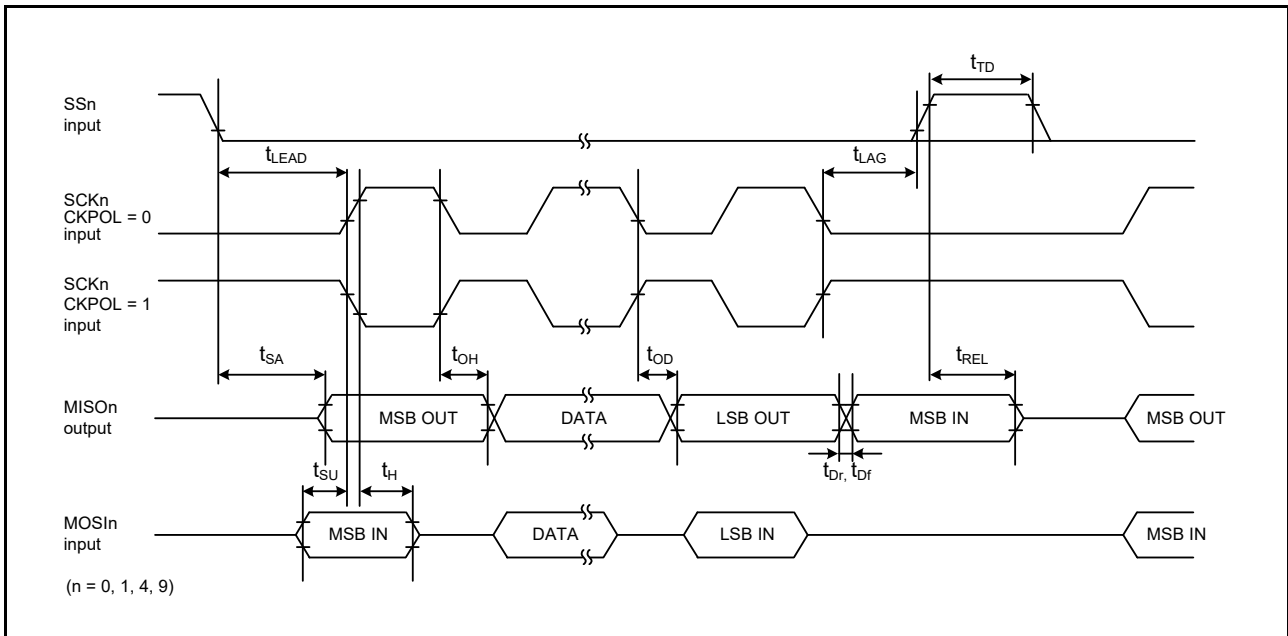 tTD
SSn
input
tLEAD
tLAG
SCKn
CKPOL = 0
input
SCKn
CKPOL = 1
input
tSA
tOH
tOD
tREL
MISOn
output
MSB OUT
DATA
LSB OUT
MSB IN
MSB OUT
tSU
tH
tDr, tDf
MOSIn
input
MSB IN
DATA
LSB IN
MSB IN
(n = 0, 1, 4, 9)